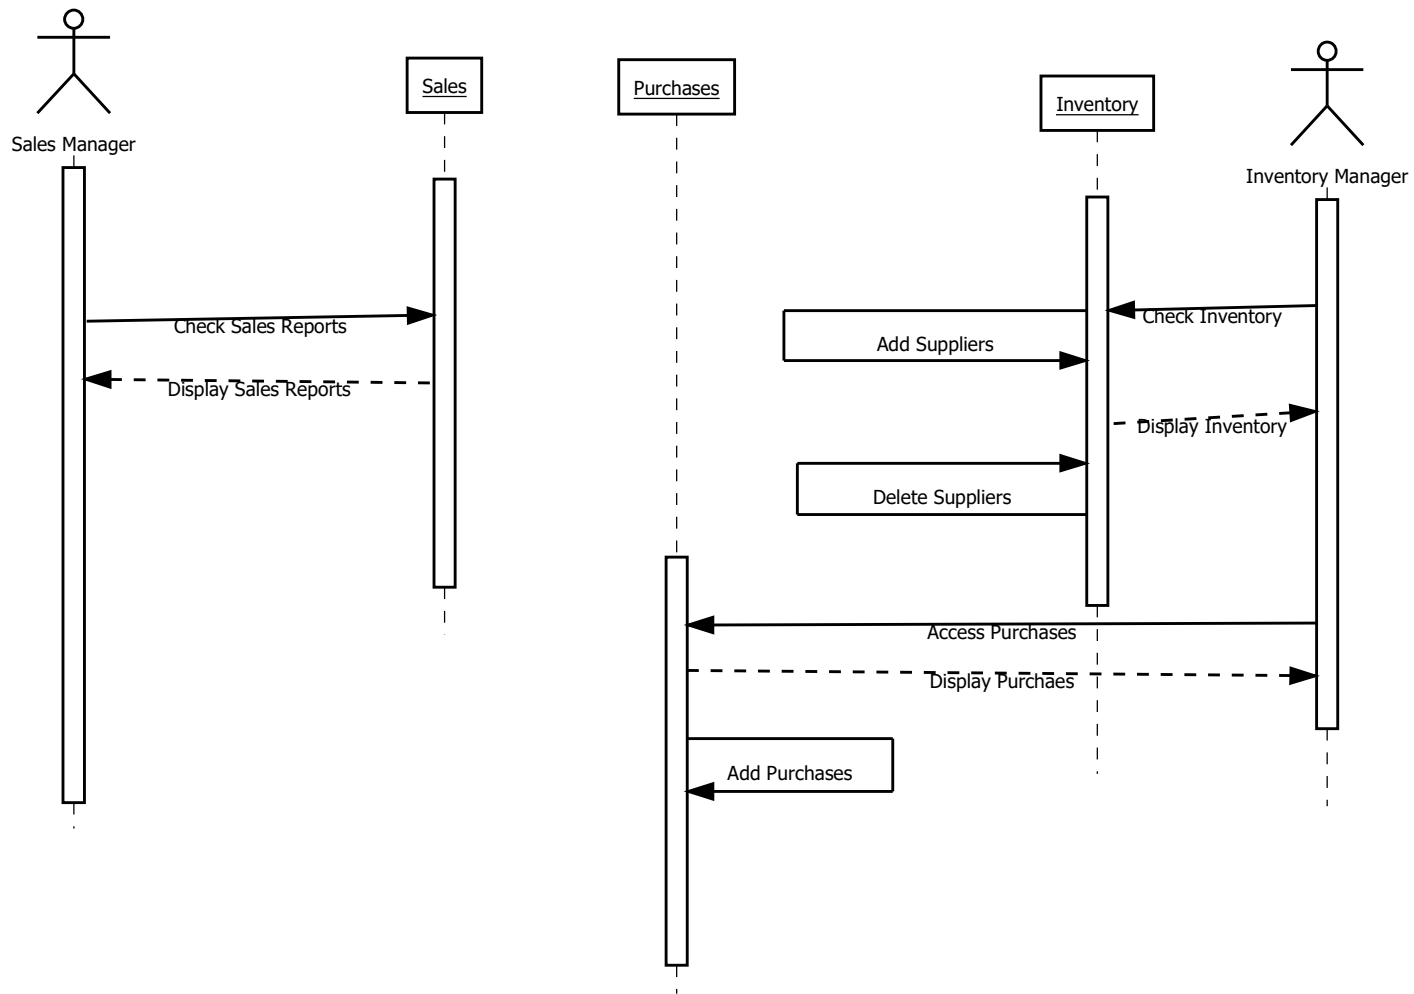 Sales
Purchases
Inventory
Sales Manager
Inventory Manager
Check Sales Reports
Check Inventory
Add Suppliers
Display Sales Reports
Display Inventory
Delete Suppliers
Access Purchases
Display Purchaes
Add Purchases